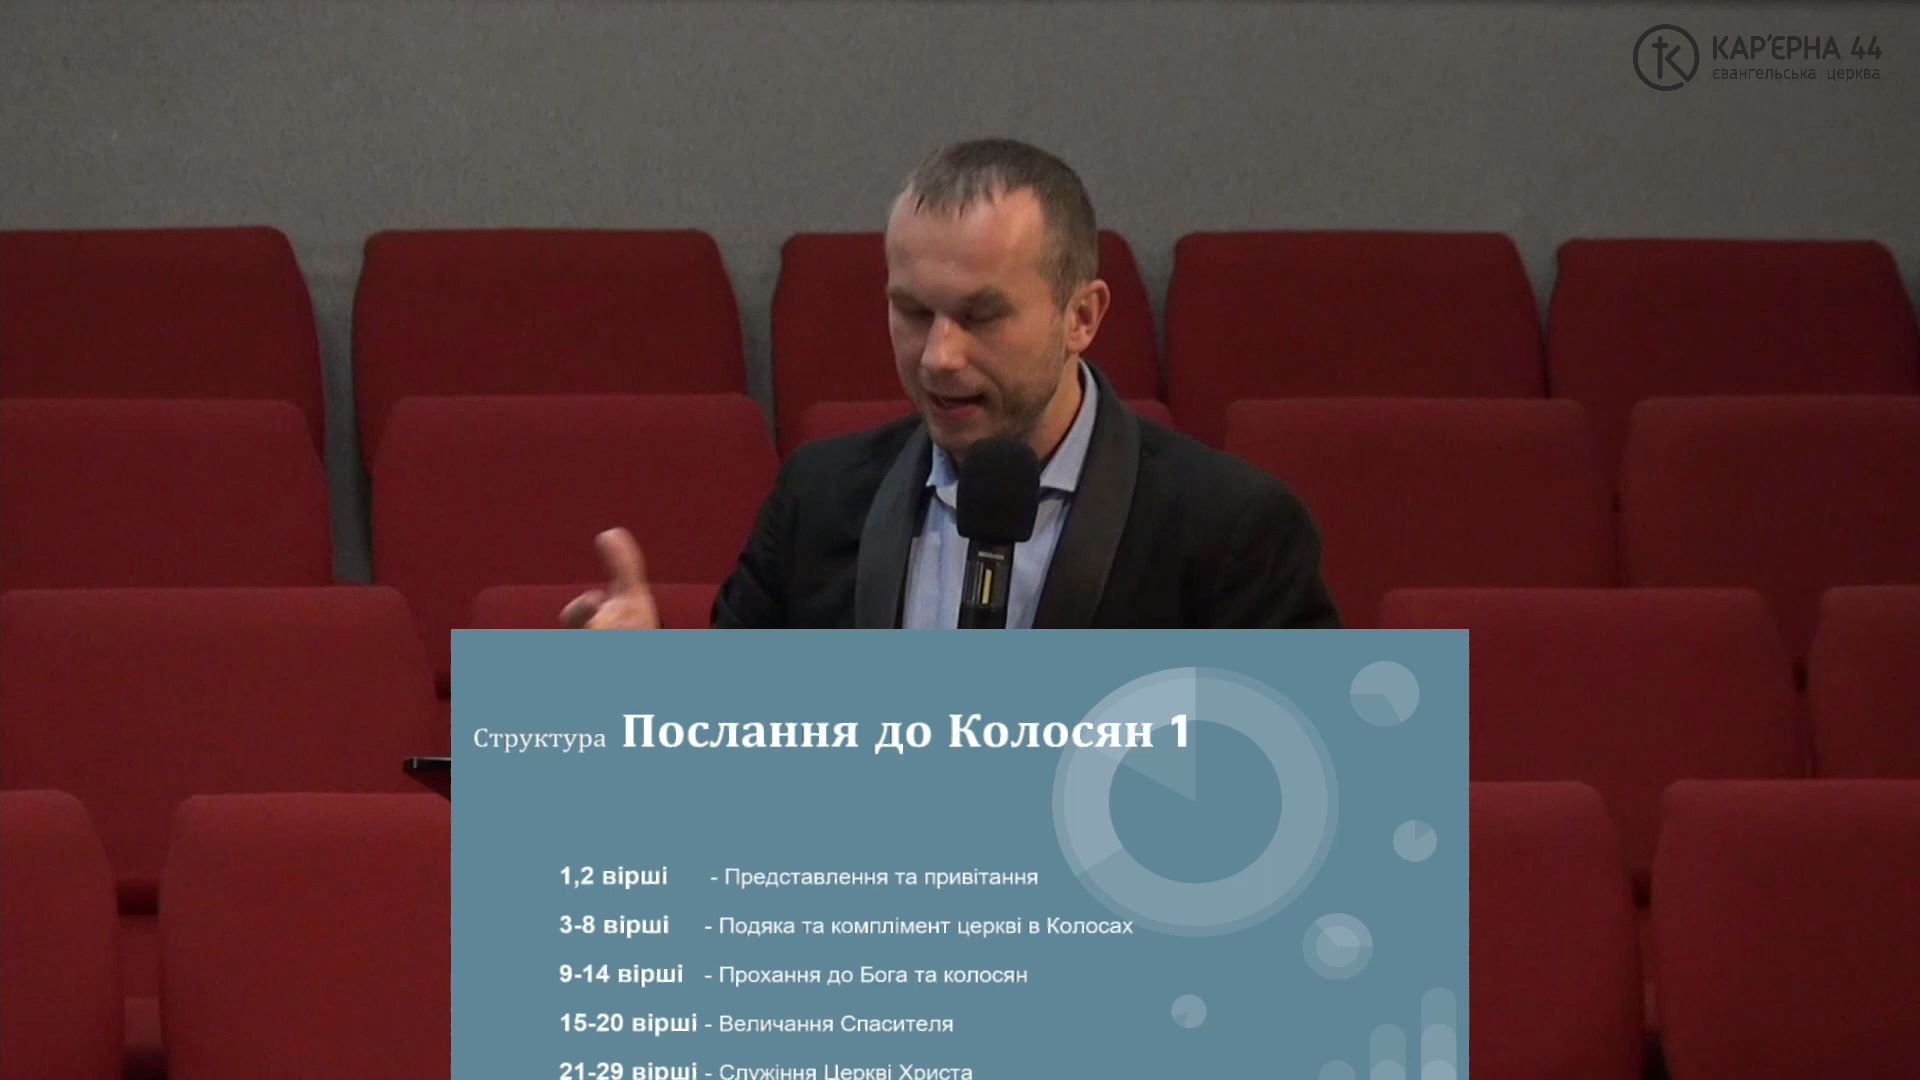 КАР'ЄРНА 44
євангельська церква
Структура Послання до Колосян 1
1,2 вірші - Представлення та привітання
3-8 вірші - Подяка та комплімент церкві в Колосах
9-14 вірші - Прохання до Бога та колосян
15-20 вірші - Величання Спасителя
21-29 вірші - Служіння Церкві Христа